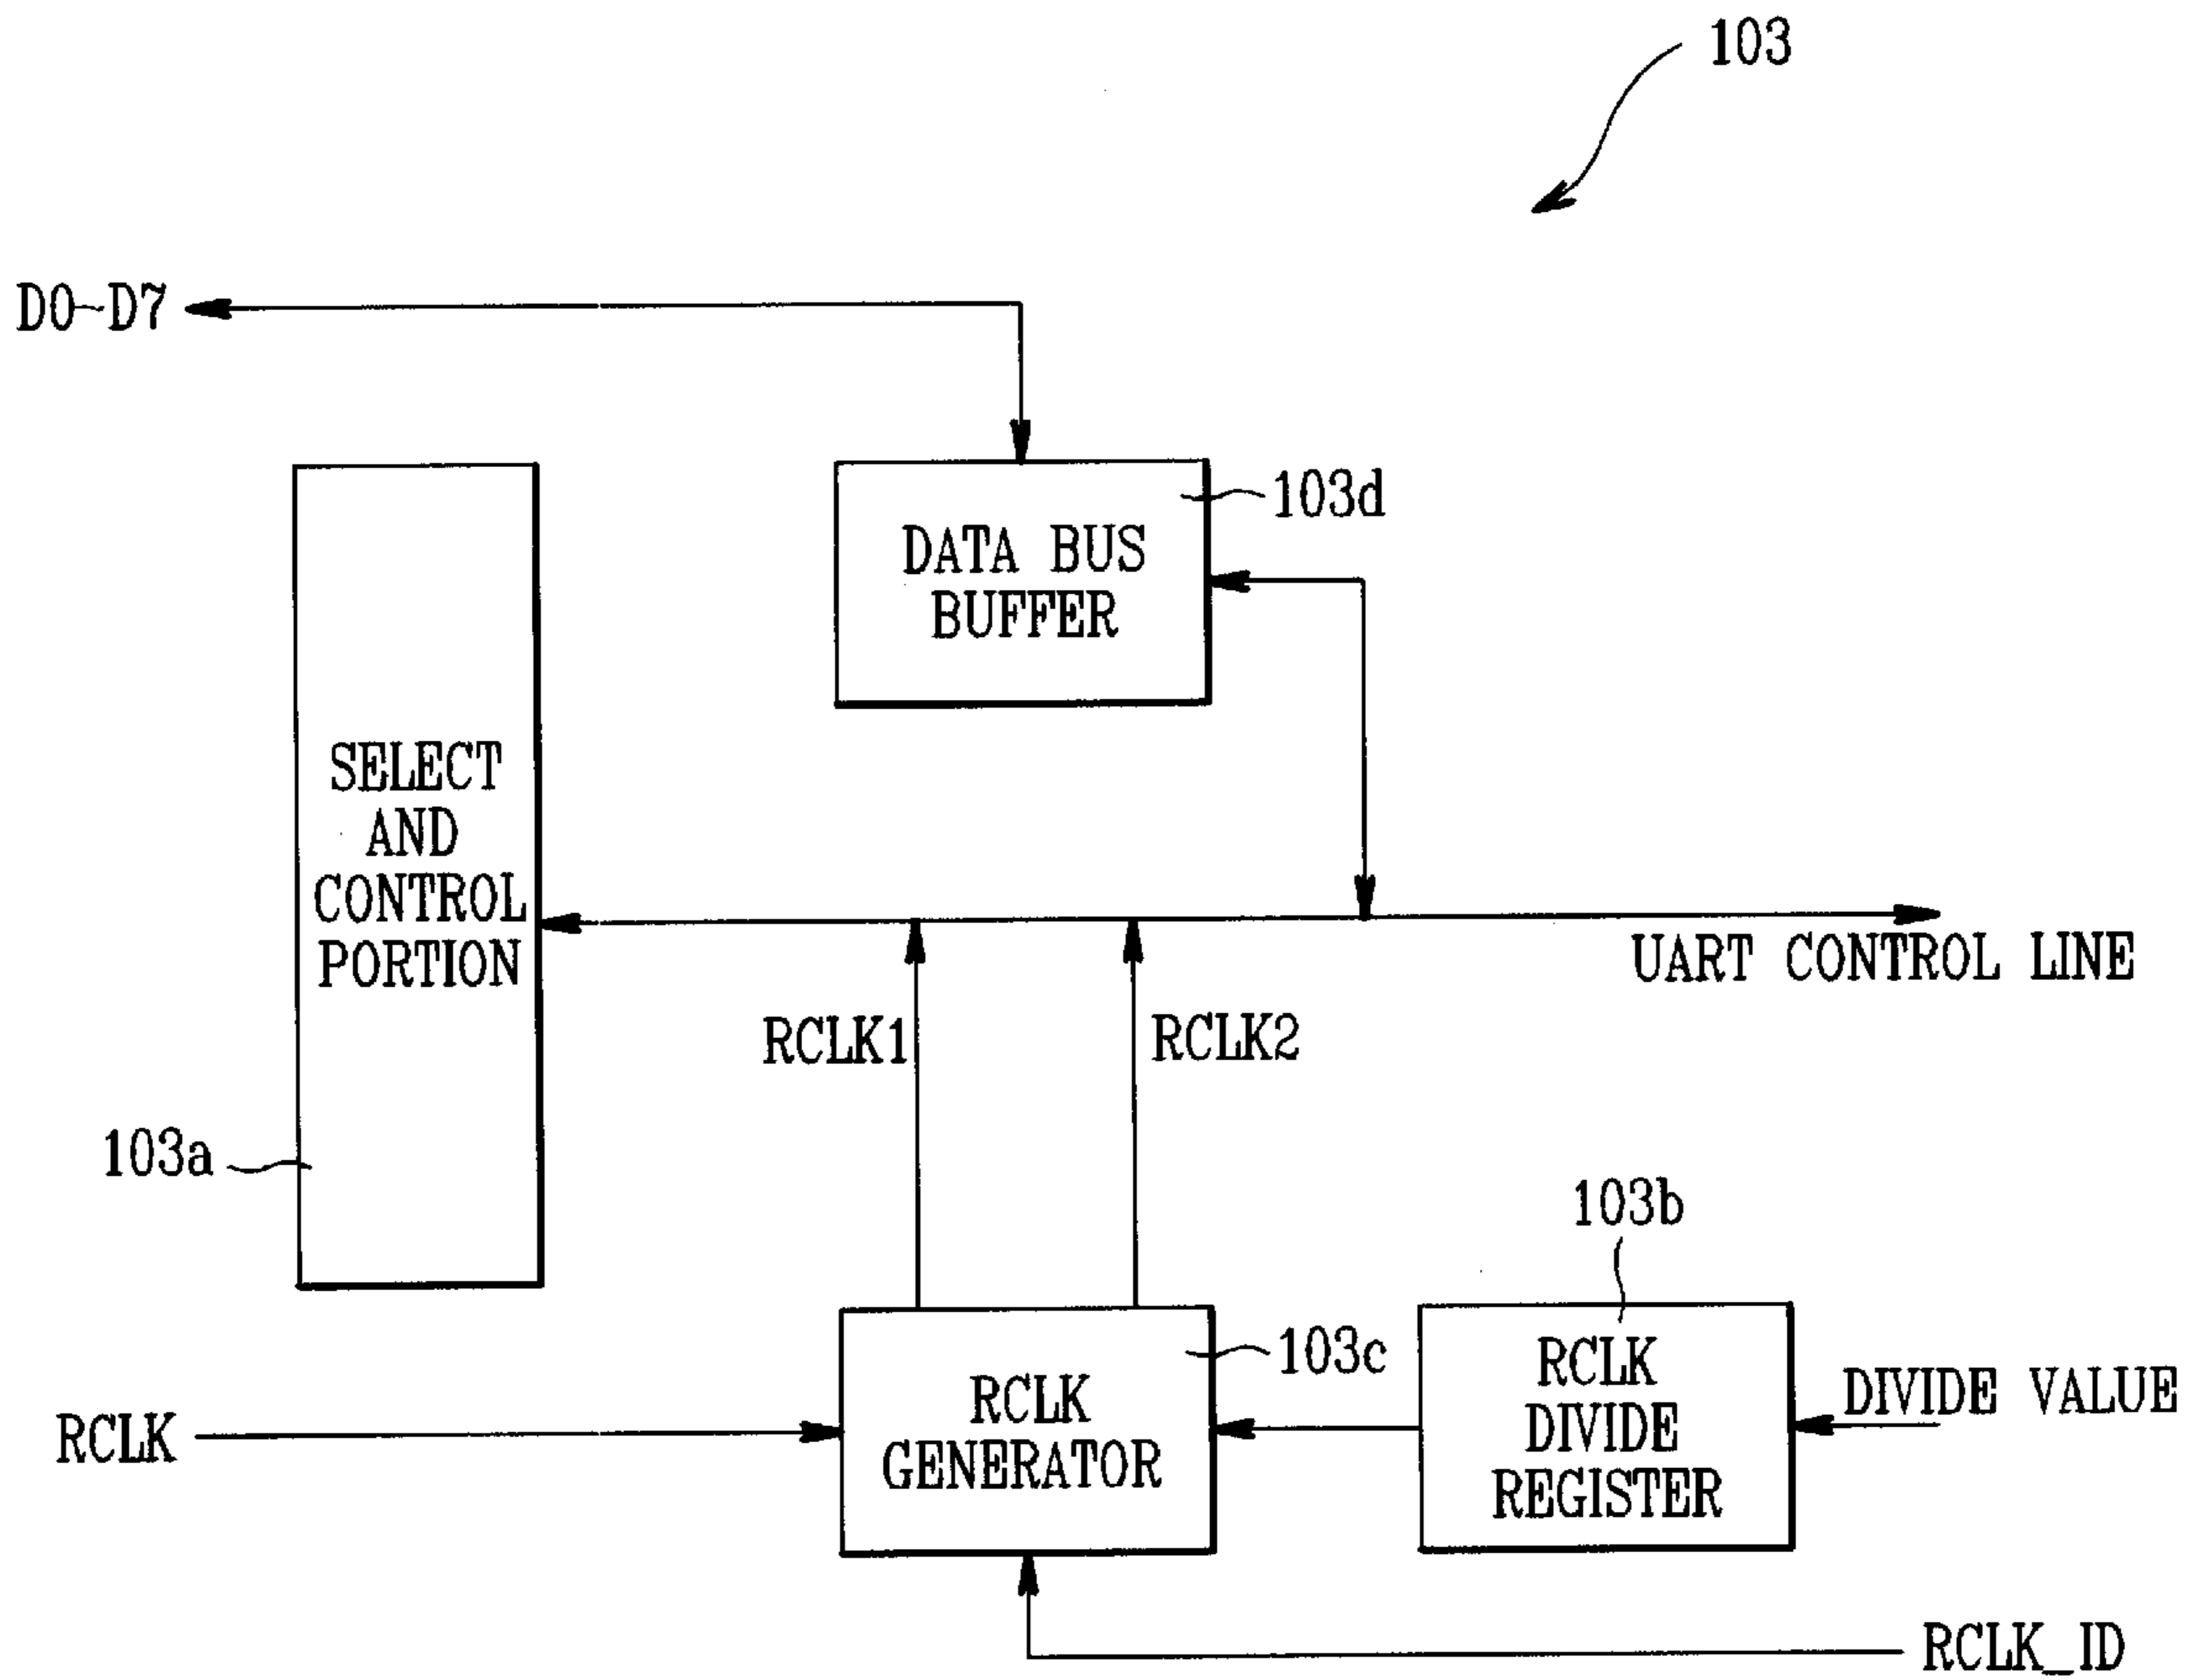 103
D0-D7
103d
DATA BUS
BUFFER
SELECT
AND
CONTROL
PORTION
UART CONTROL LINE
RCLK1
RCLK2
103a
103b
103c
RCLK
DIVIDE
REGISTER
DIVIDE VALUE
RCLK
GENERATOR
RCLK
RCLK_ID